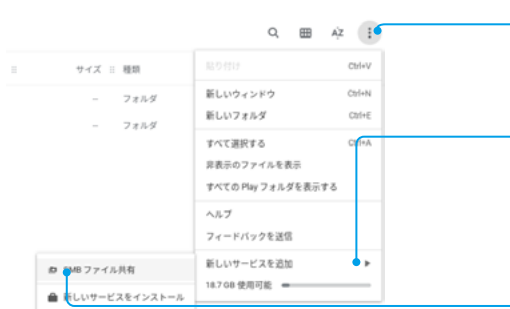 AZ
サイズ 種類
– フォルダ
– フォルダ
貼り付け Ctrl+V
新しいウィンドウ Ctrl+N
新しいフォルダ Ctrl+E
すべて選択する Ctrl+A
非表示のファイルを表示
すべての Play フォルダを表示する
ヘルプ
フィードバックを送信
新しいサービスを追加
18.7 GB 使用可能
SMB ファイル共有
新しいサービスをインストール